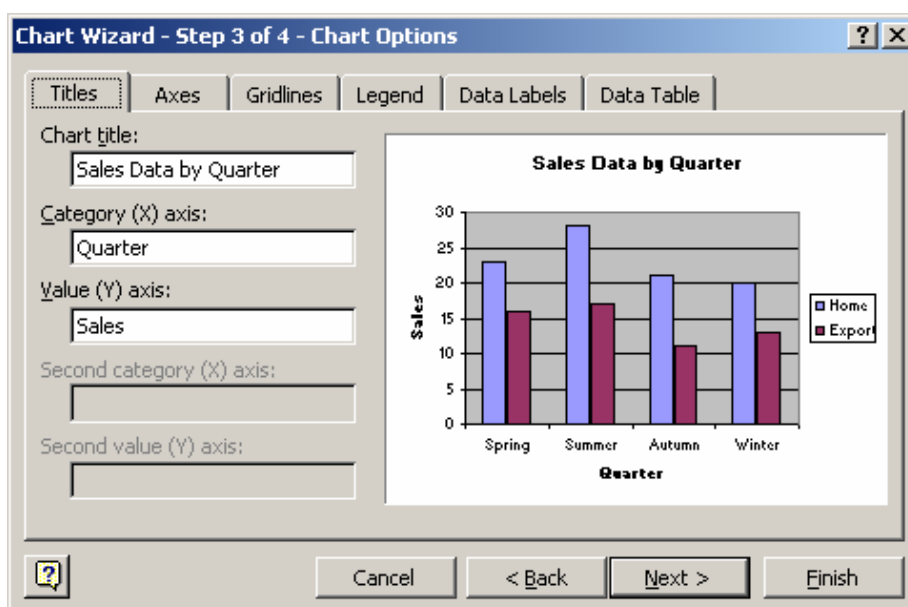 Chart Wizard - Step 3 of 4 - Chart Options
Titles Axes Gridlines Legend Data Labels Data Table
Chart title:
Sales Data by Quarter
Category (X) axis:
Quarter
Value (Y) axis:
Sales
Second category (X) axis:
Second value (Y) axis:
Sales Data by Quarter
30
25
20
15
10
5
0
Sales
Spring Summer Autumn Winter
Quarter
Home
Export
Cancel < Back Next > Finish